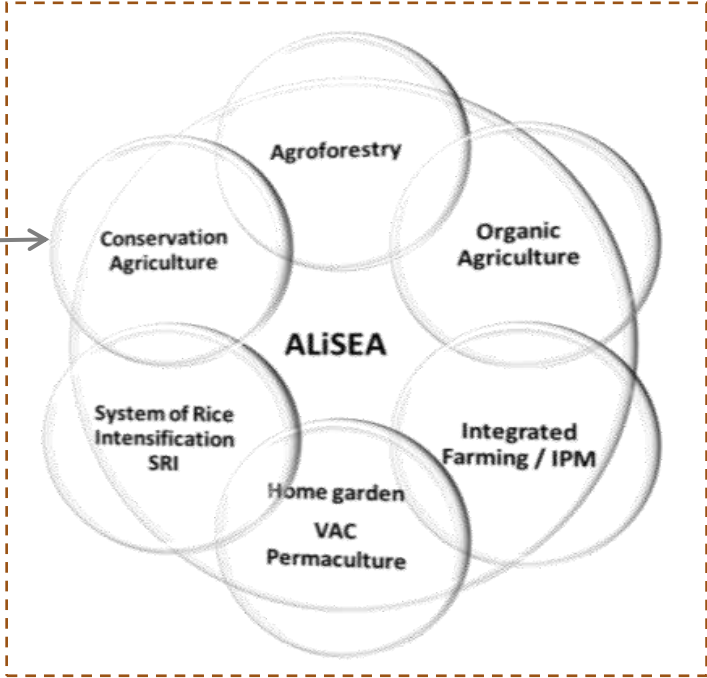 Agroforestry
Conservation
Agriculture
Organic
Agriculture
ALiSEA
System of Rice
Intensification
SRI
Integrated
Farming / IPM
Home garden
VAC
Permaculture